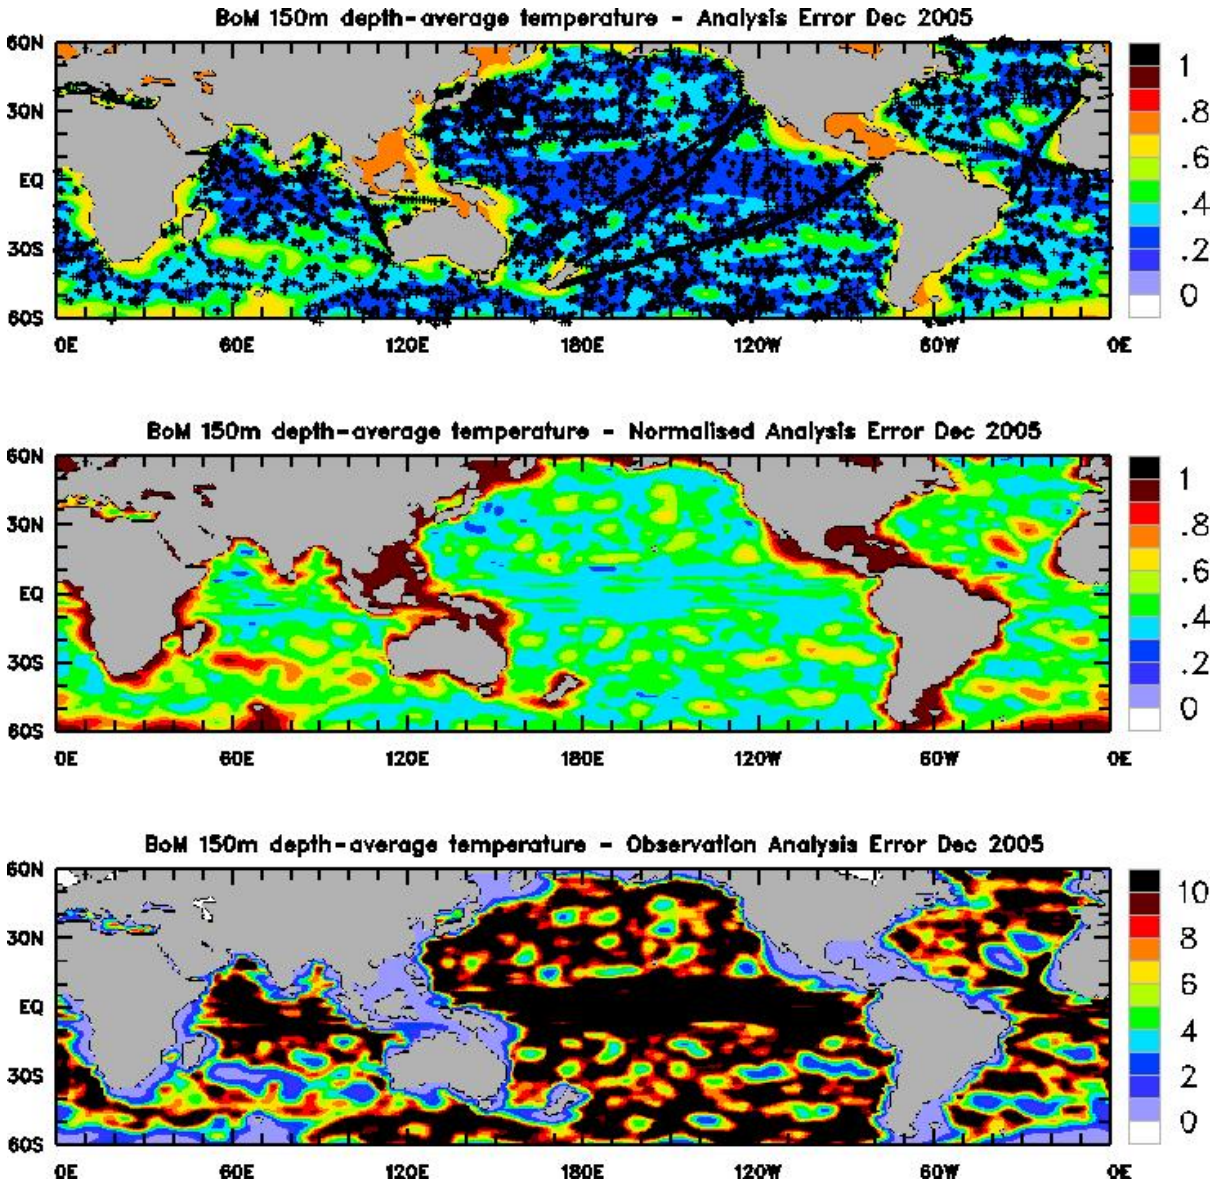 BoM 150m depth-average temperature - Analysis Error Dec 2005
60N
30N
EQ
30S
60S
0E 60E 120E 180E 120W 60W 0E
1
.8
.6
.4
.2
0
BoM 150m depth-average temperature - Normalised Analysis Error Dec 2005
60N
30N
EQ
30S
60S
0E 60E 120E 180E 120W 60W 0E
1
.8
.6
.4
.2
0
BoM 150m depth-average temperature - Observation Analysis Error Dec 2005
60N
30N
EQ
30S
60S
0E 60E 120E 180E 120W 60W 0E
10
8
6
4
2
0